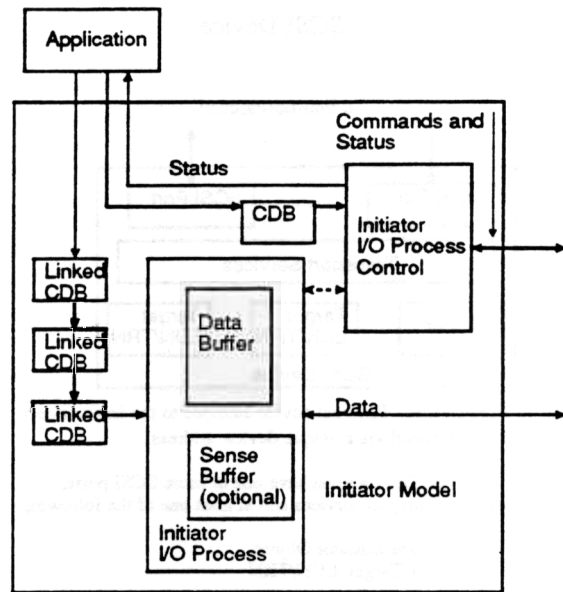 Application
Commands and
Status
Status
CDB
Initiator
I/O Process
Control
Linked
CDB
Data
Buffer
Linked
CDB
Linked
CDB
Data
Sense
Buffer
(optional)
Initiator Model
Initiator
I/O Process